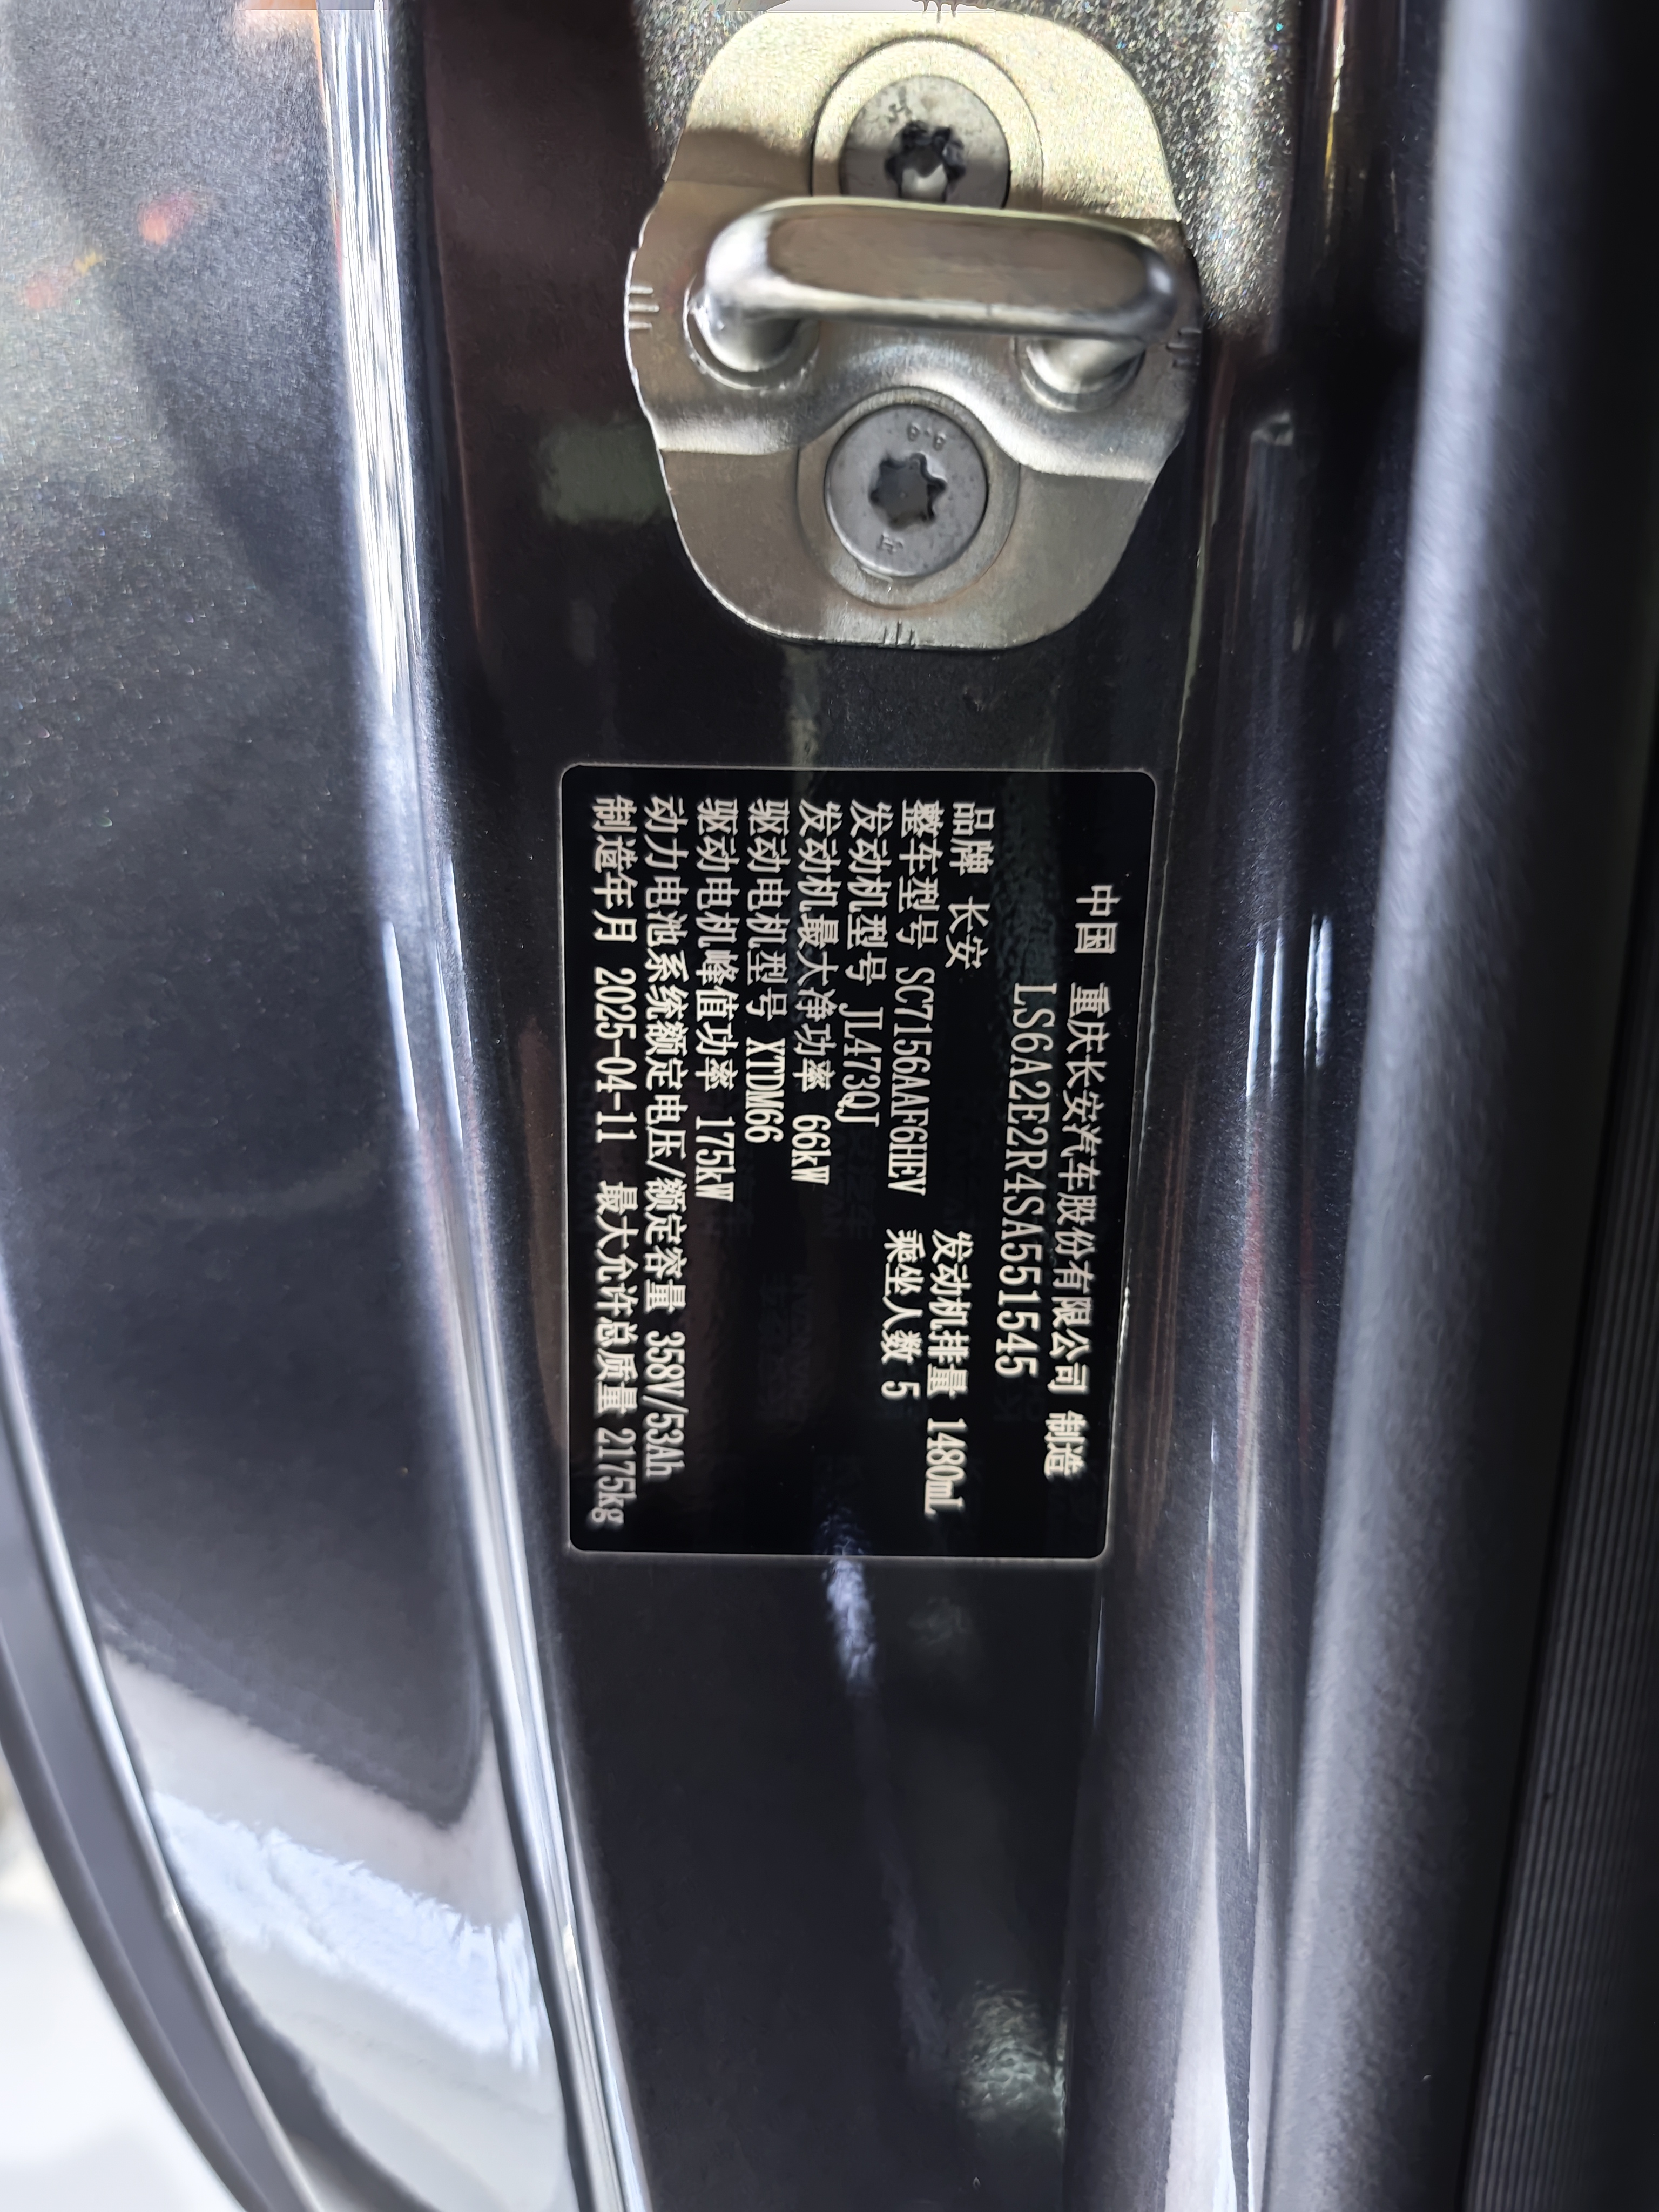 中国 重庆长安汽车股份有限公司 制造
LS6A2E2R4SA551545
品牌 长安 发动机排量 1480mL
整车型号 SC7156AAF6HEV 乘坐人数 5
发动机型号 JL473QJ
发动机最大净功率 66kW
驱动电机型号 XTDM66
驱动电机峰值功率 175kW
动力电池系统额定电压/额定容量 358V/53Ah
制造年月 2025-04-11 最大允许总质量 2175kg